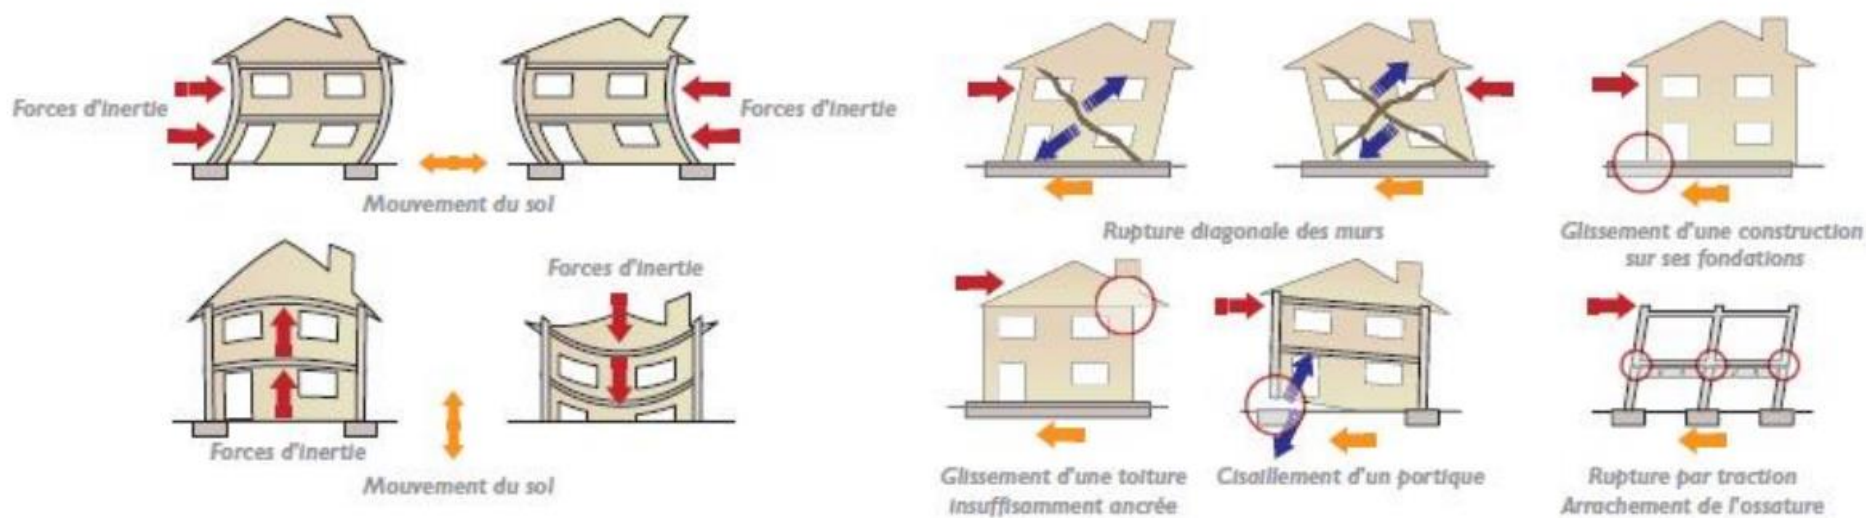 Forces d'inertie
Forces d'inertie
Mouvement du sol
Forces d'inertie
Forces d'inertie
Mouvement du sol
Rupture diagonale des murs
Glissement d'une construction
sur ses fondations
Glissement d'une toiture
insuffisamment ancrée
Cisaillement d'un portique
Rupture par traction
Arrachement de l'ossature